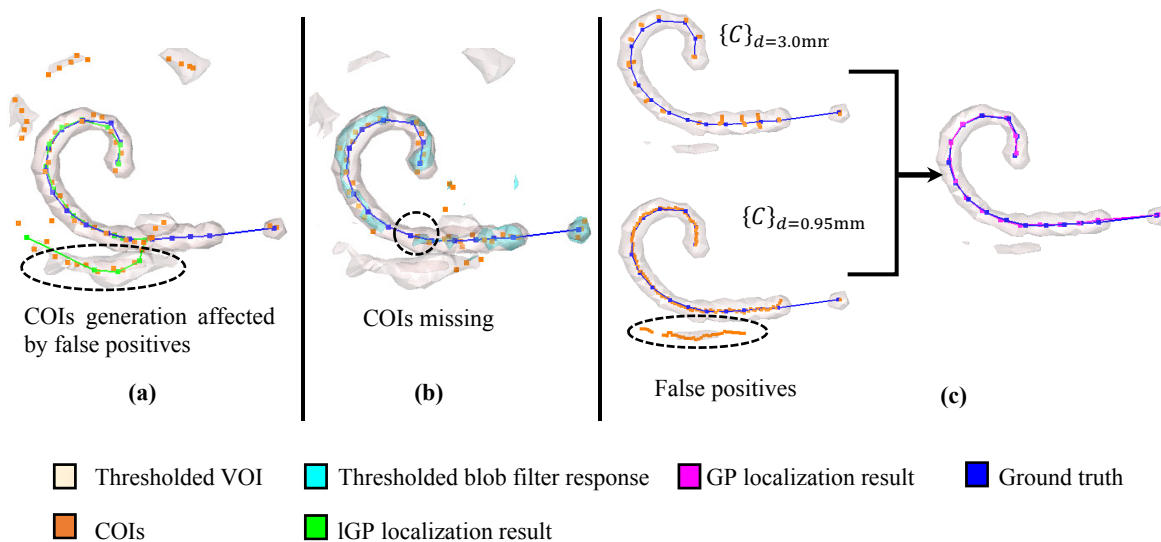 {C}d=3.0mm
{C}d=0.95mm
COIs generation affected
by false positives
COIs missing
False positives
(a)
(b)
(c)
Thresholded VOI
Thresholded blob filter response
GP localization result
Ground truth
COIs
lGP localization result